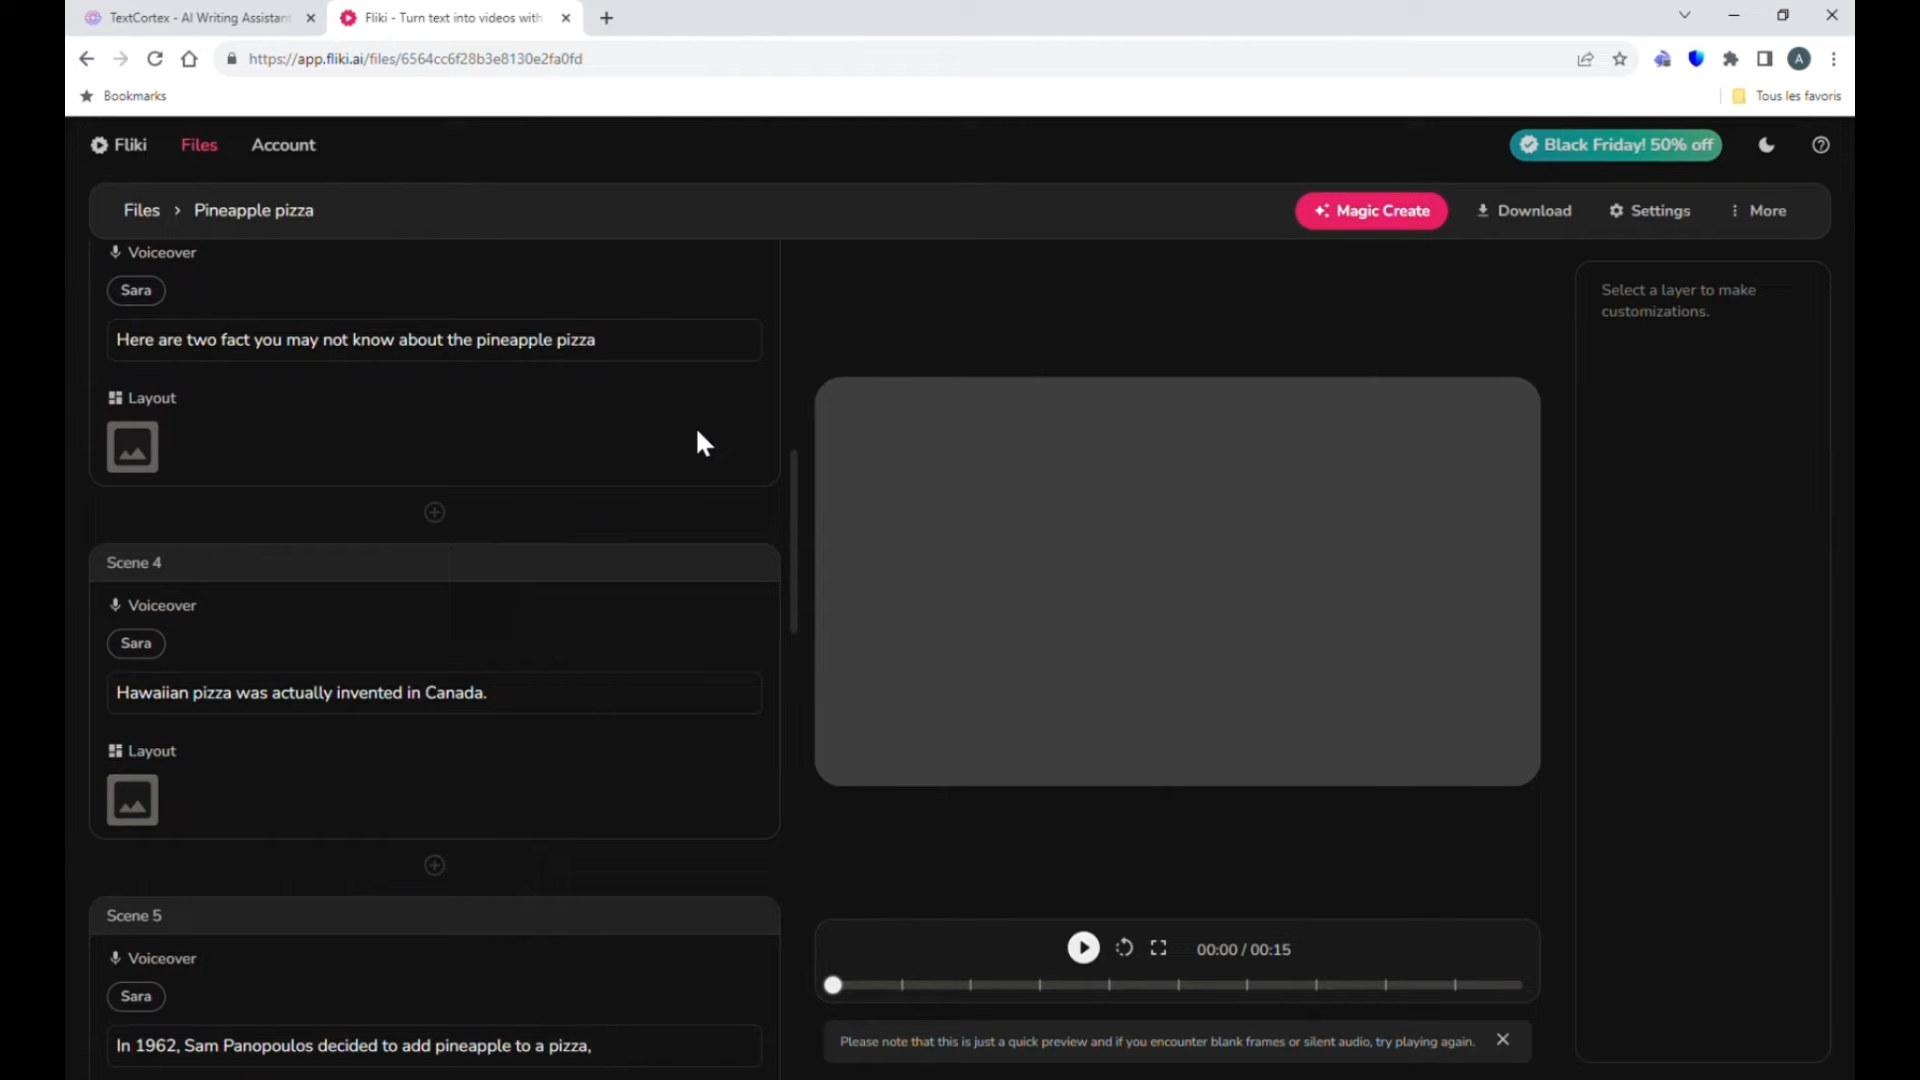 TextCortex - AI Writing Assistant
Fliki - Turn text into videos with
https://app.fliki.ai/files/6564cc6f28b3e8130e2fa0fd
A
Bookmarks
Tous les favoris
Fliki
Files
Account
Black Friday! 50% off
Files > Pineapple pizza
Magic Create
Download
Settings
More
Voiceover
Sara
Here are two fact you may not know about the pineapple pizza
Layout
Scene 4
Voiceover
Sara
Hawaiian pizza was actually invented in Canada.
Layout
Scene 5
Voiceover
Sara
In 1962, Sam Panopoulos decided to add pineapple to a pizza,
Select a layer to make
customizations.
00:00 / 00:15
Please note that this is just a quick preview and if you encounter blank frames or silent audio, try playing again.